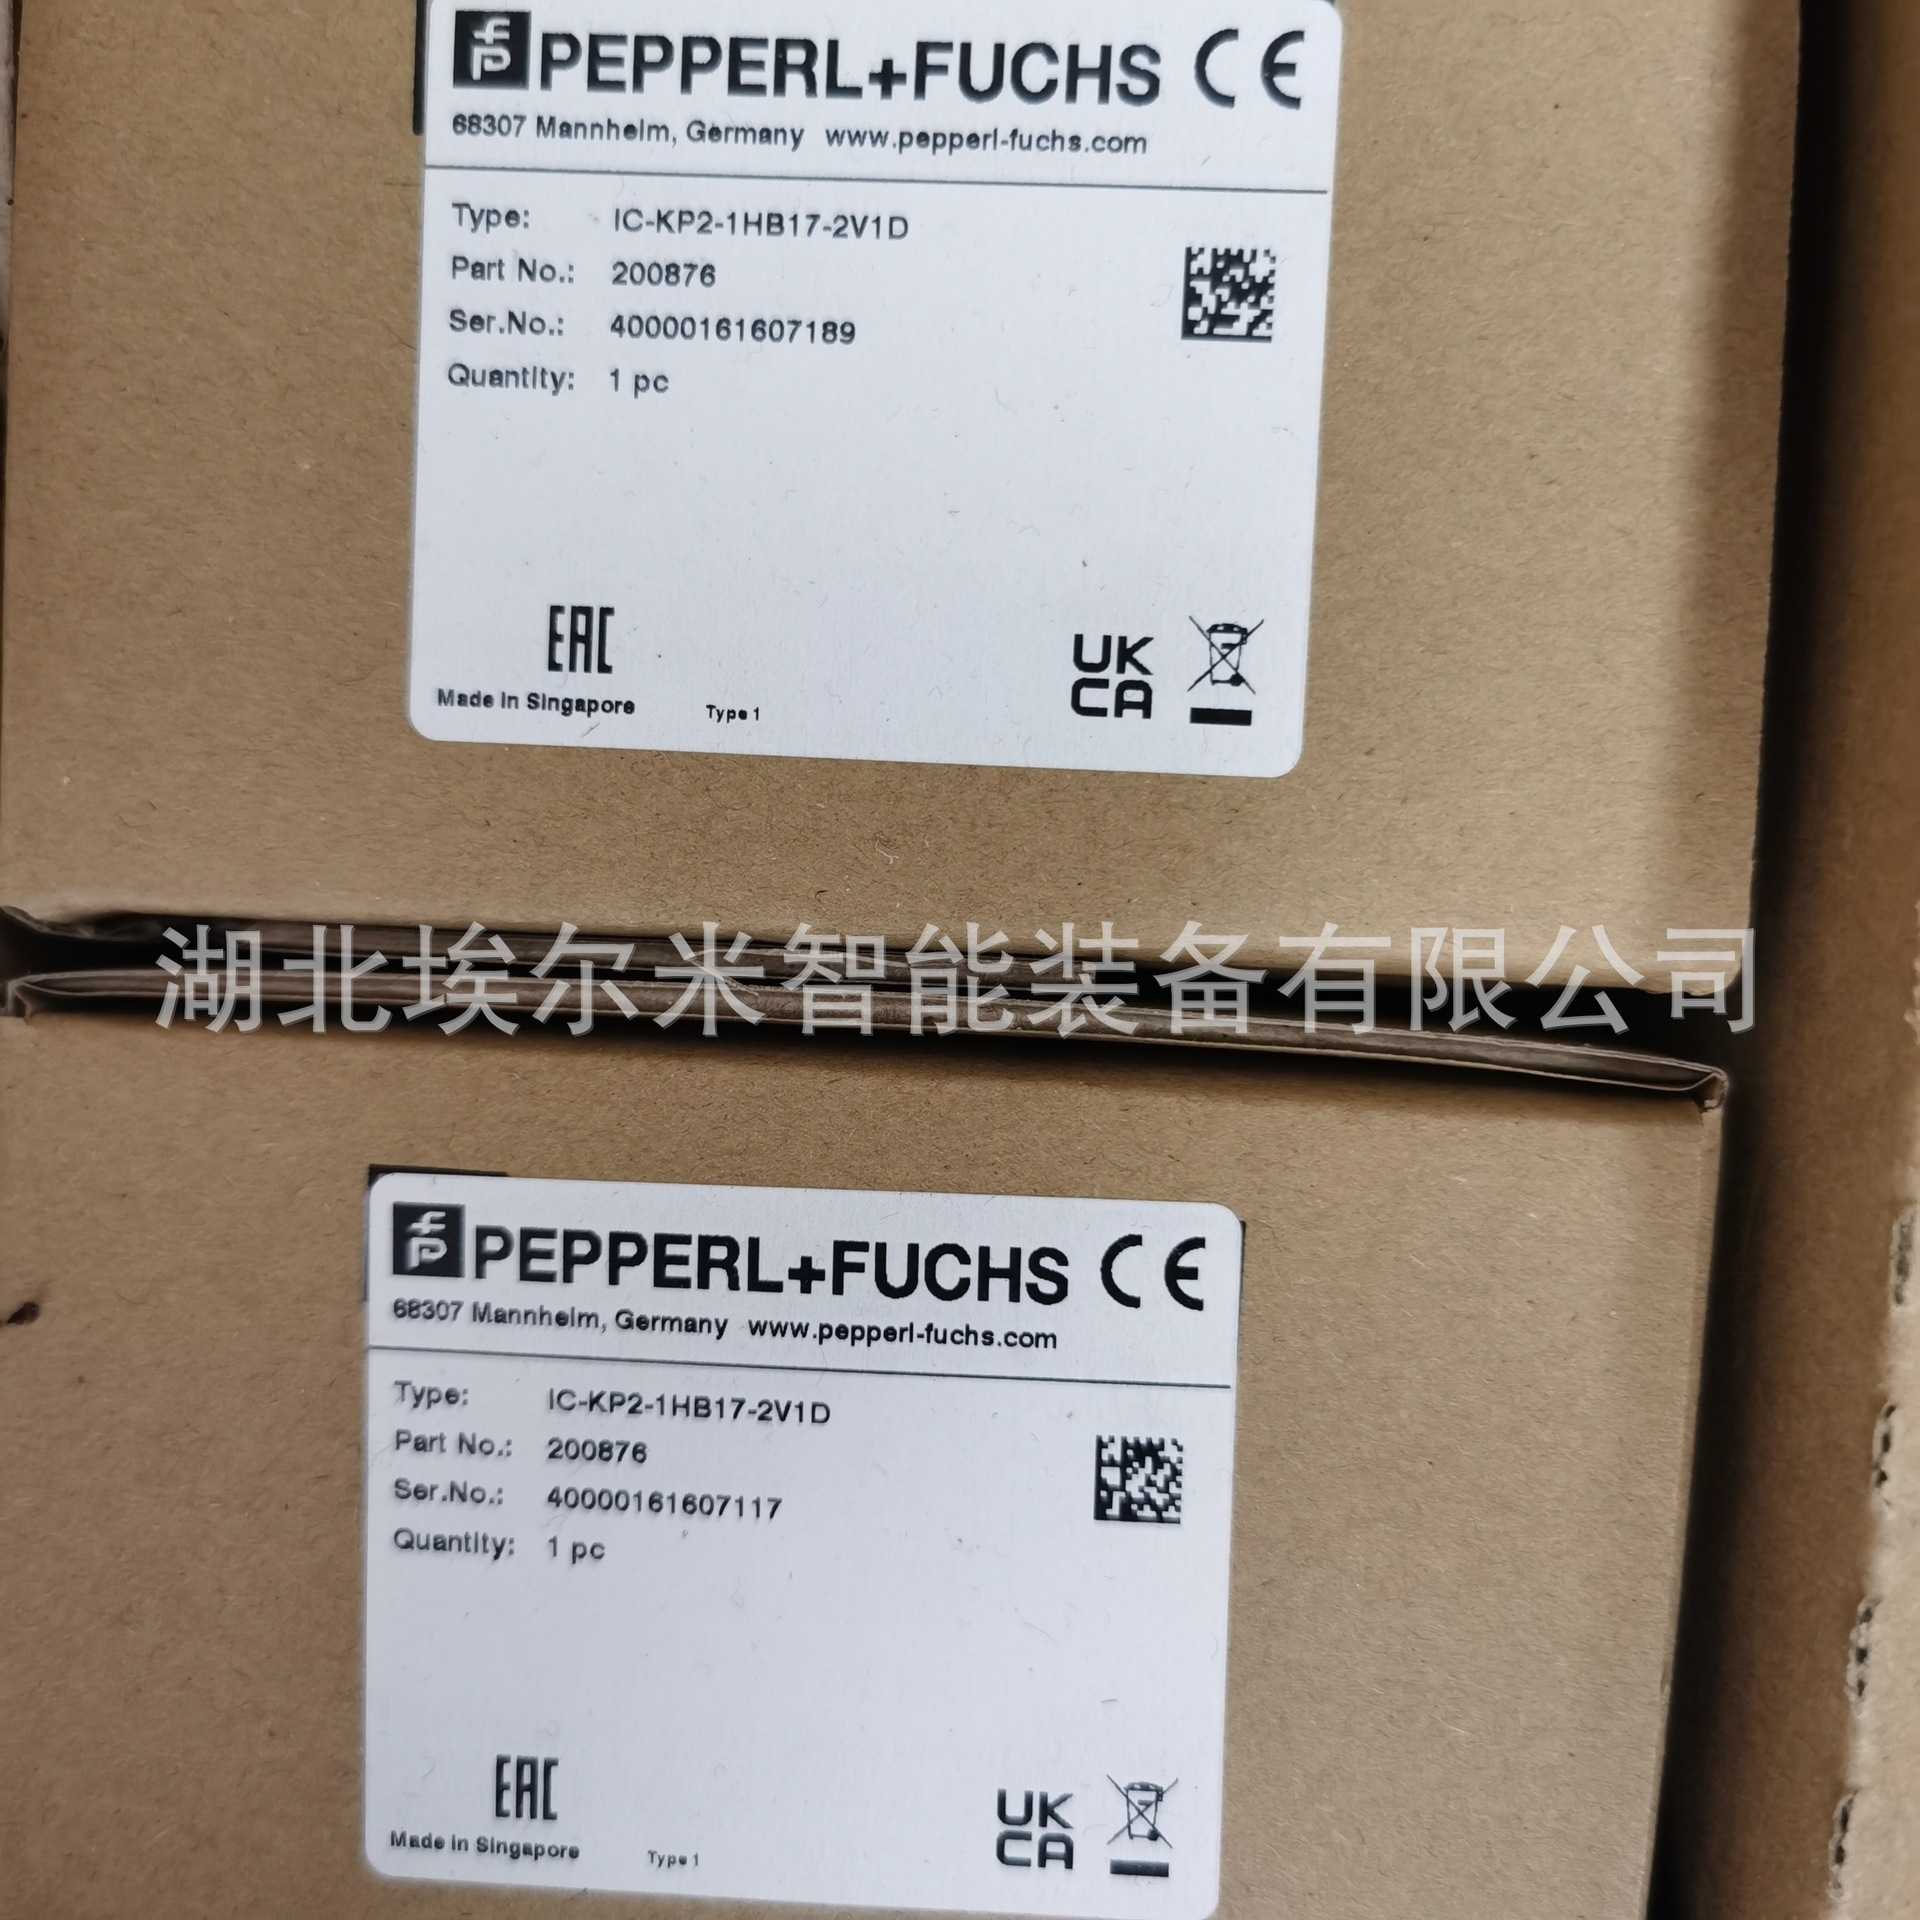 PEPPERL+FUCHS CE
68307 Mannheim, Germany www.pepperl-fuchs.com
Type: IC-KP2-1HB17-2V1D
Part No.: 200876
Ser.No.: 40000161607189
Quantity: 1 pc
EAC
UK
CA
Made in Singapore Type 1
湖北埃尔米智能装备有限公司
PEPPERL+FUCHS CE
68307 Mannheim, Germany www.pepperl-fuchs.com
Type: IC-KP2-1HB17-2V1D
Part No.: 200876
Ser.No.: 40000161607117
Quantity: 1 pc
EAC
UK
CA
Made in Singapore Type 1